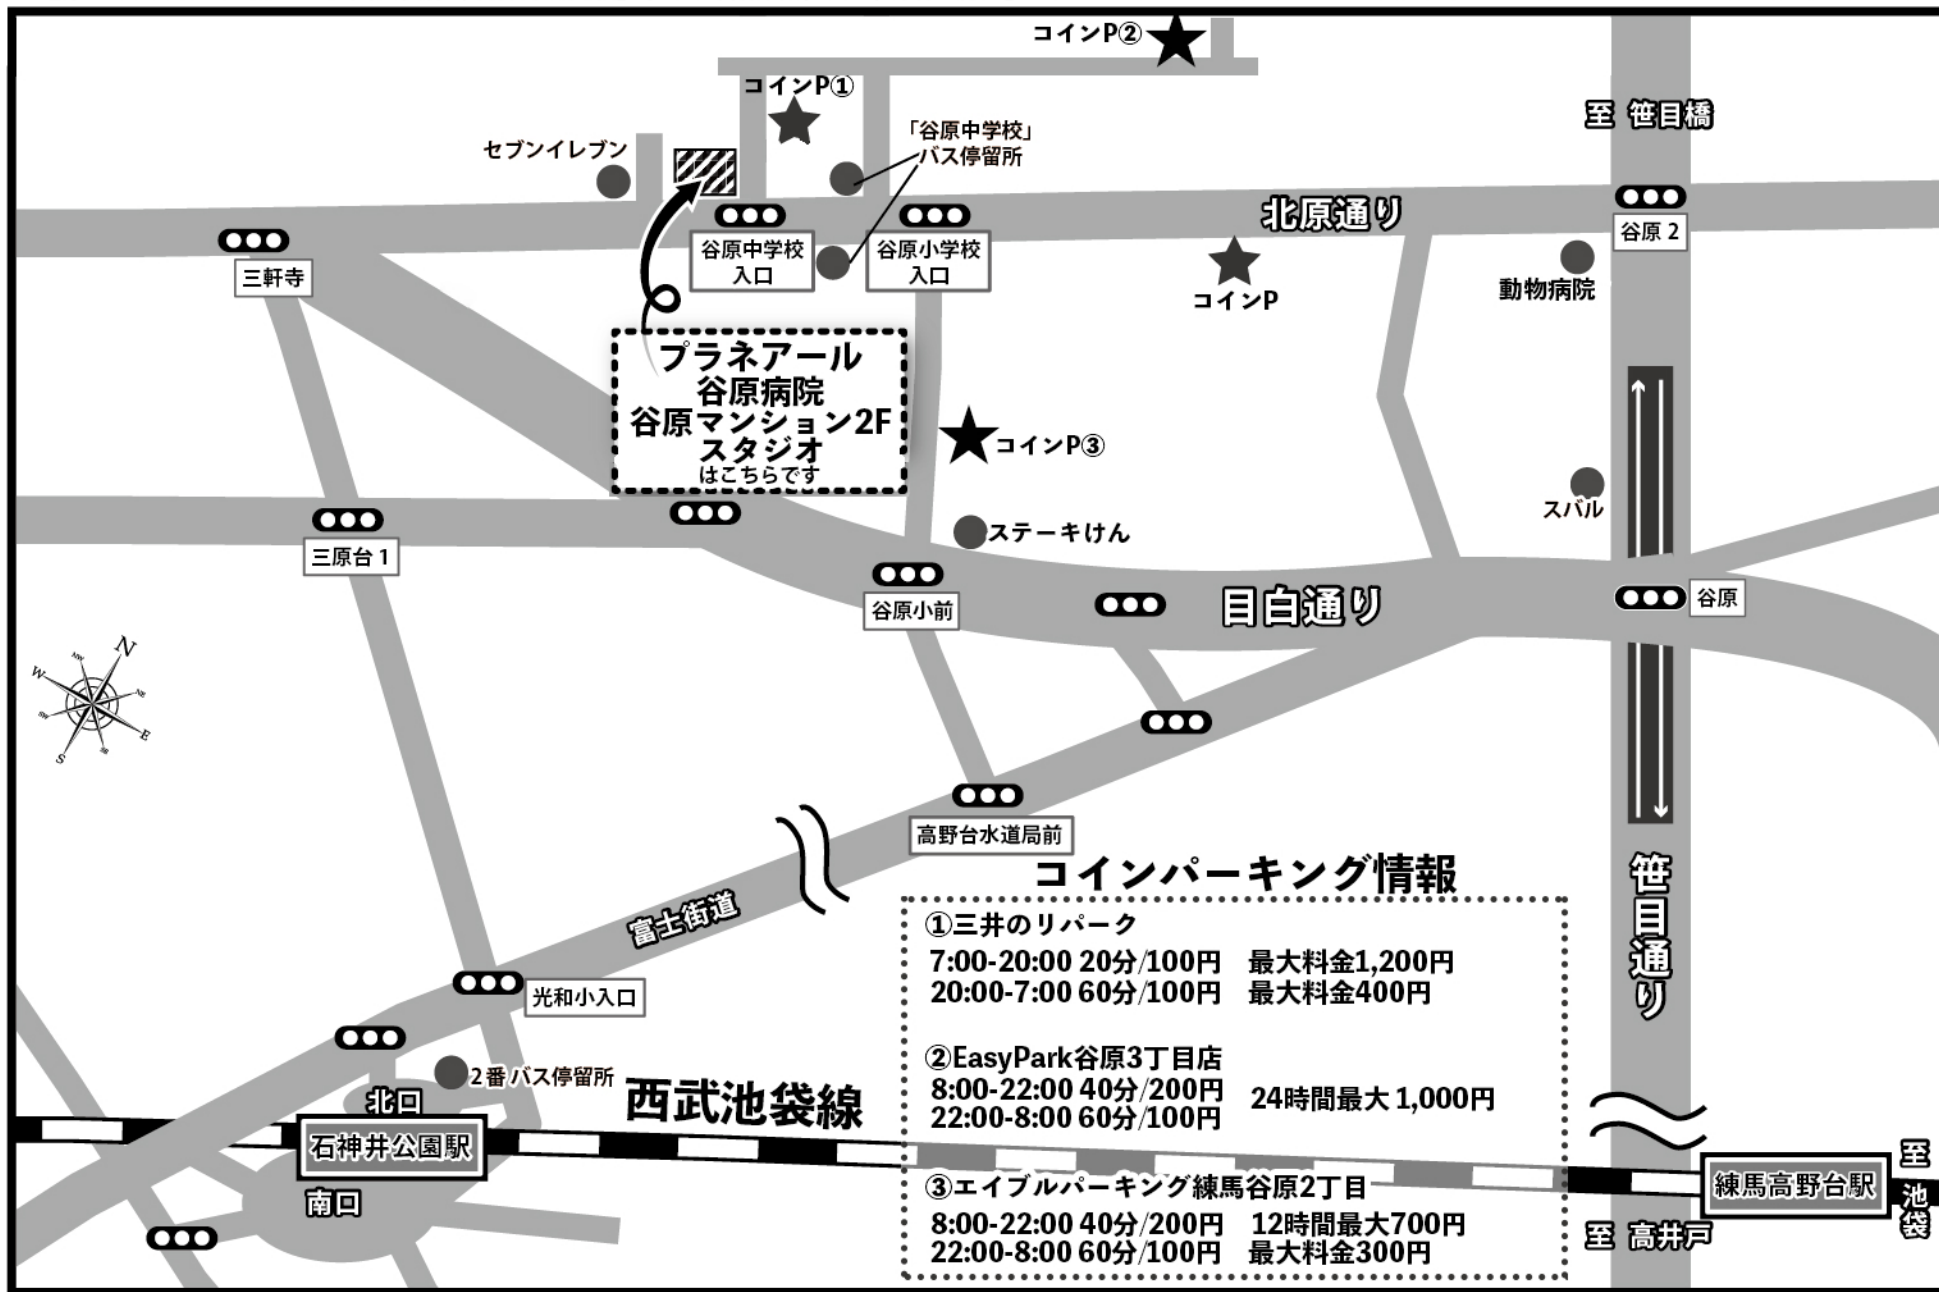 コインP②
コインP①
至 笹目橋
「谷原中学校」
バス停留所
セブンイレブン
北原通り
谷原2
三軒寺
谷原中学校
入口
谷原小学校
入口
動物病院
コインP
プラネアール
谷原病院
谷原マンション2F
スタジオ
はこちらです
コインP③
スバル
ステーキけん
三原台1
谷原小前
目白通り
谷原
N
NW
W
NE
SW
E
SE
S
高野台水道局前
コインパーキング情報
笹目通り
富士街道
①三井のリパーク
7:00-20:00 20分/100円 最大料金1,200円
20:00-7:00 60分/100円 最大料金400円
光和小入口
②EasyPark谷原3丁目店
8:00-22:00 40分/200円
22:00-8:00 60分/100円
24時間最大 1,000円
2番 バス停留所
北口
西武池袋線
石神井公園駅
南口
③エイブルパーキング練馬谷原2丁目
8:00-22:00 40分/200円 12時間最大700円
22:00-8:00 60分/100円 最大料金300円
練馬高野台駅
至 池袋
至 高井戸